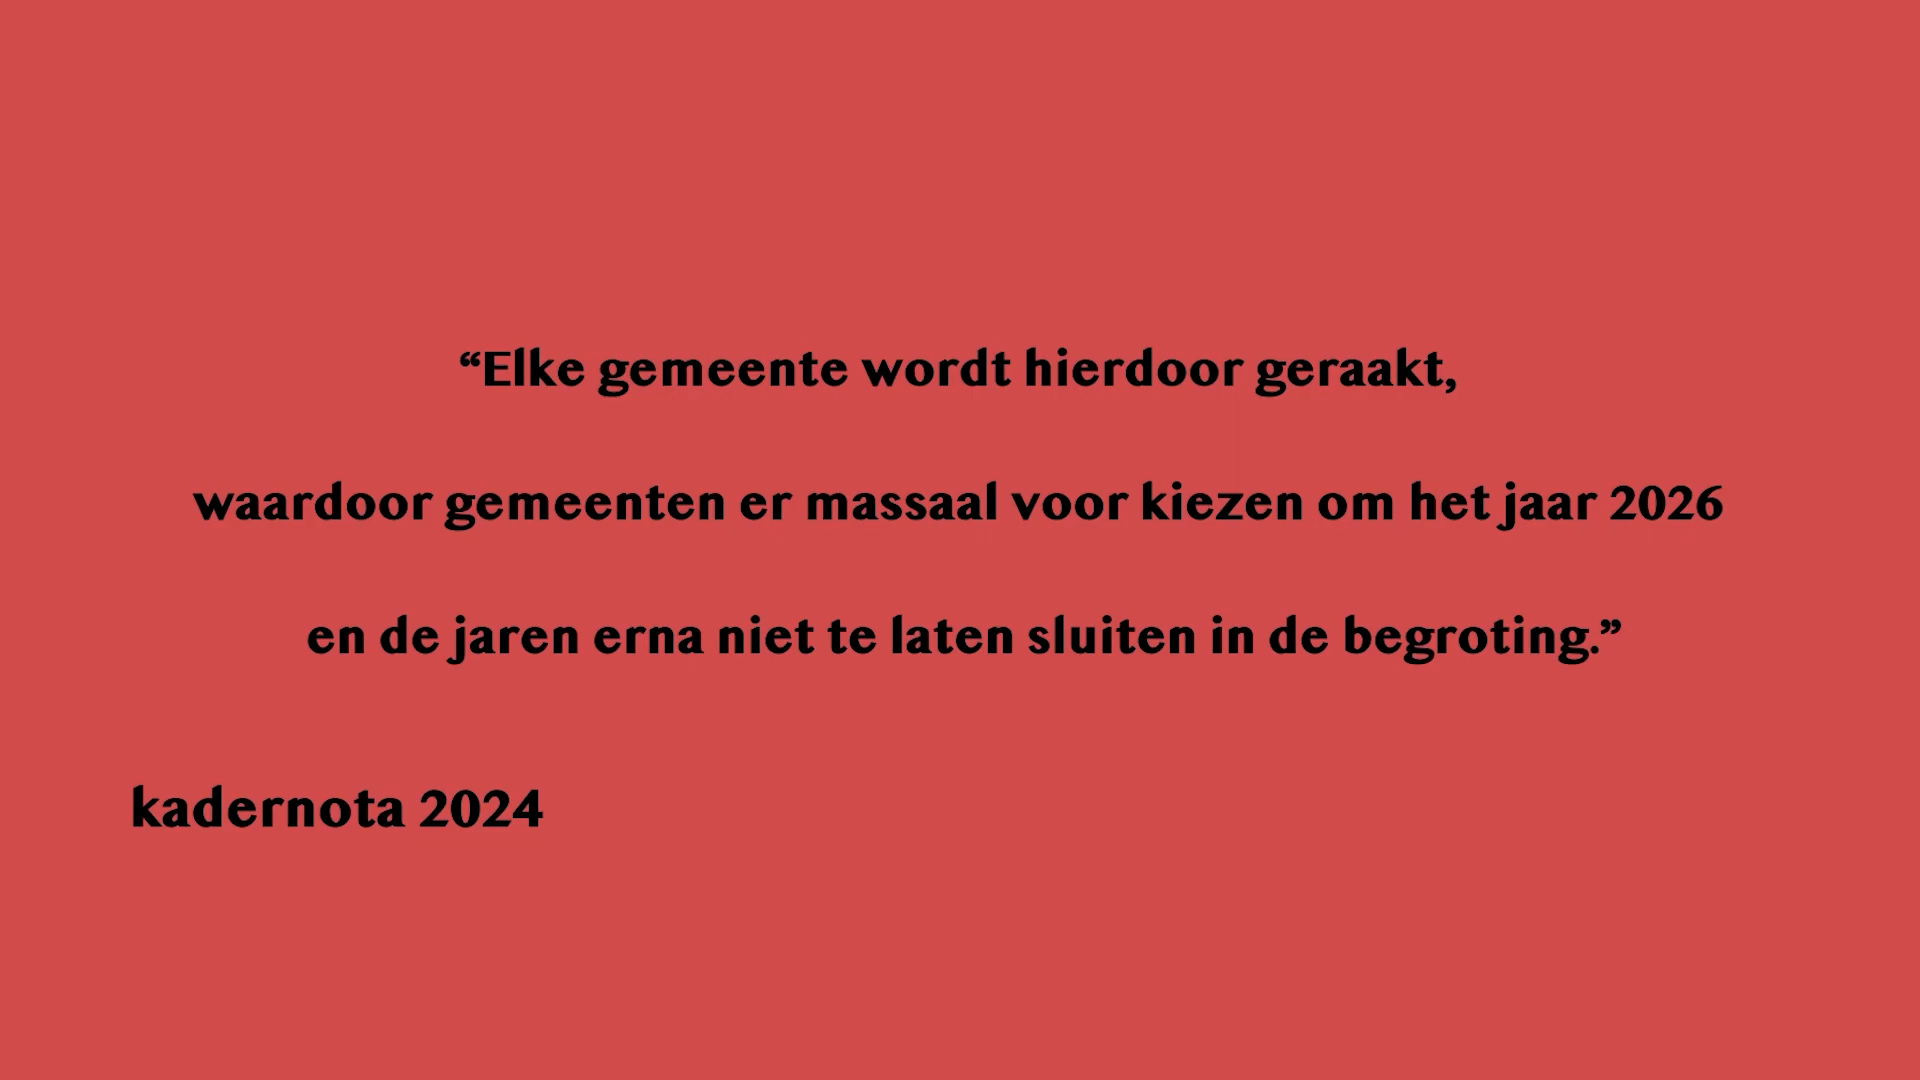 “Elke gemeente wordt hierdoor geraakt,
waardoor gemeenten er massaal voor kiezen om het jaar 2026
en de jaren erna niet te laten sluiten in de begroting.”
kadernota 2024